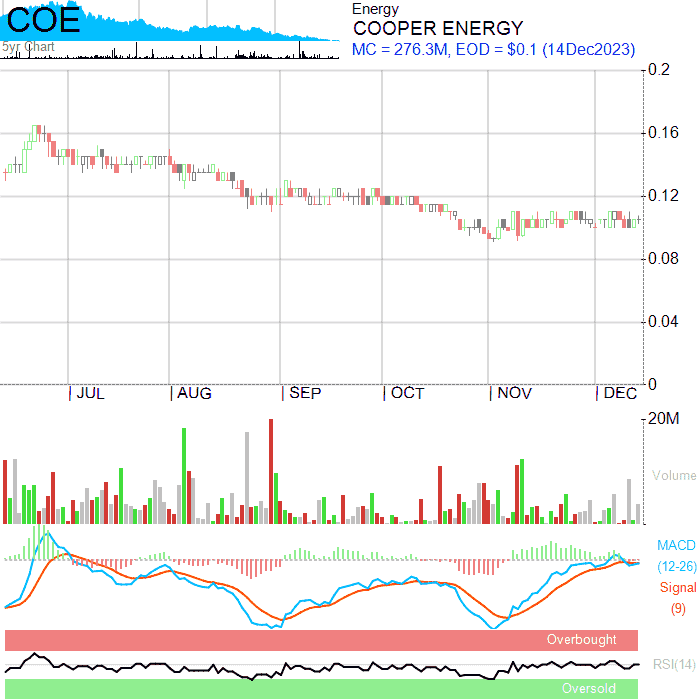 COE
5yr Chart
Energy
COOPER ENERGY
MC = 276.3M, EOD = $0.1 (14Dec2023)
0.2
0.16
0.12
0.08
0.04
0
JUL AUG SEP OCT NOV DEC
20M
Volume
MACD
(12-26)
Signal
(9)
Overbought
RSI(14)
Oversold